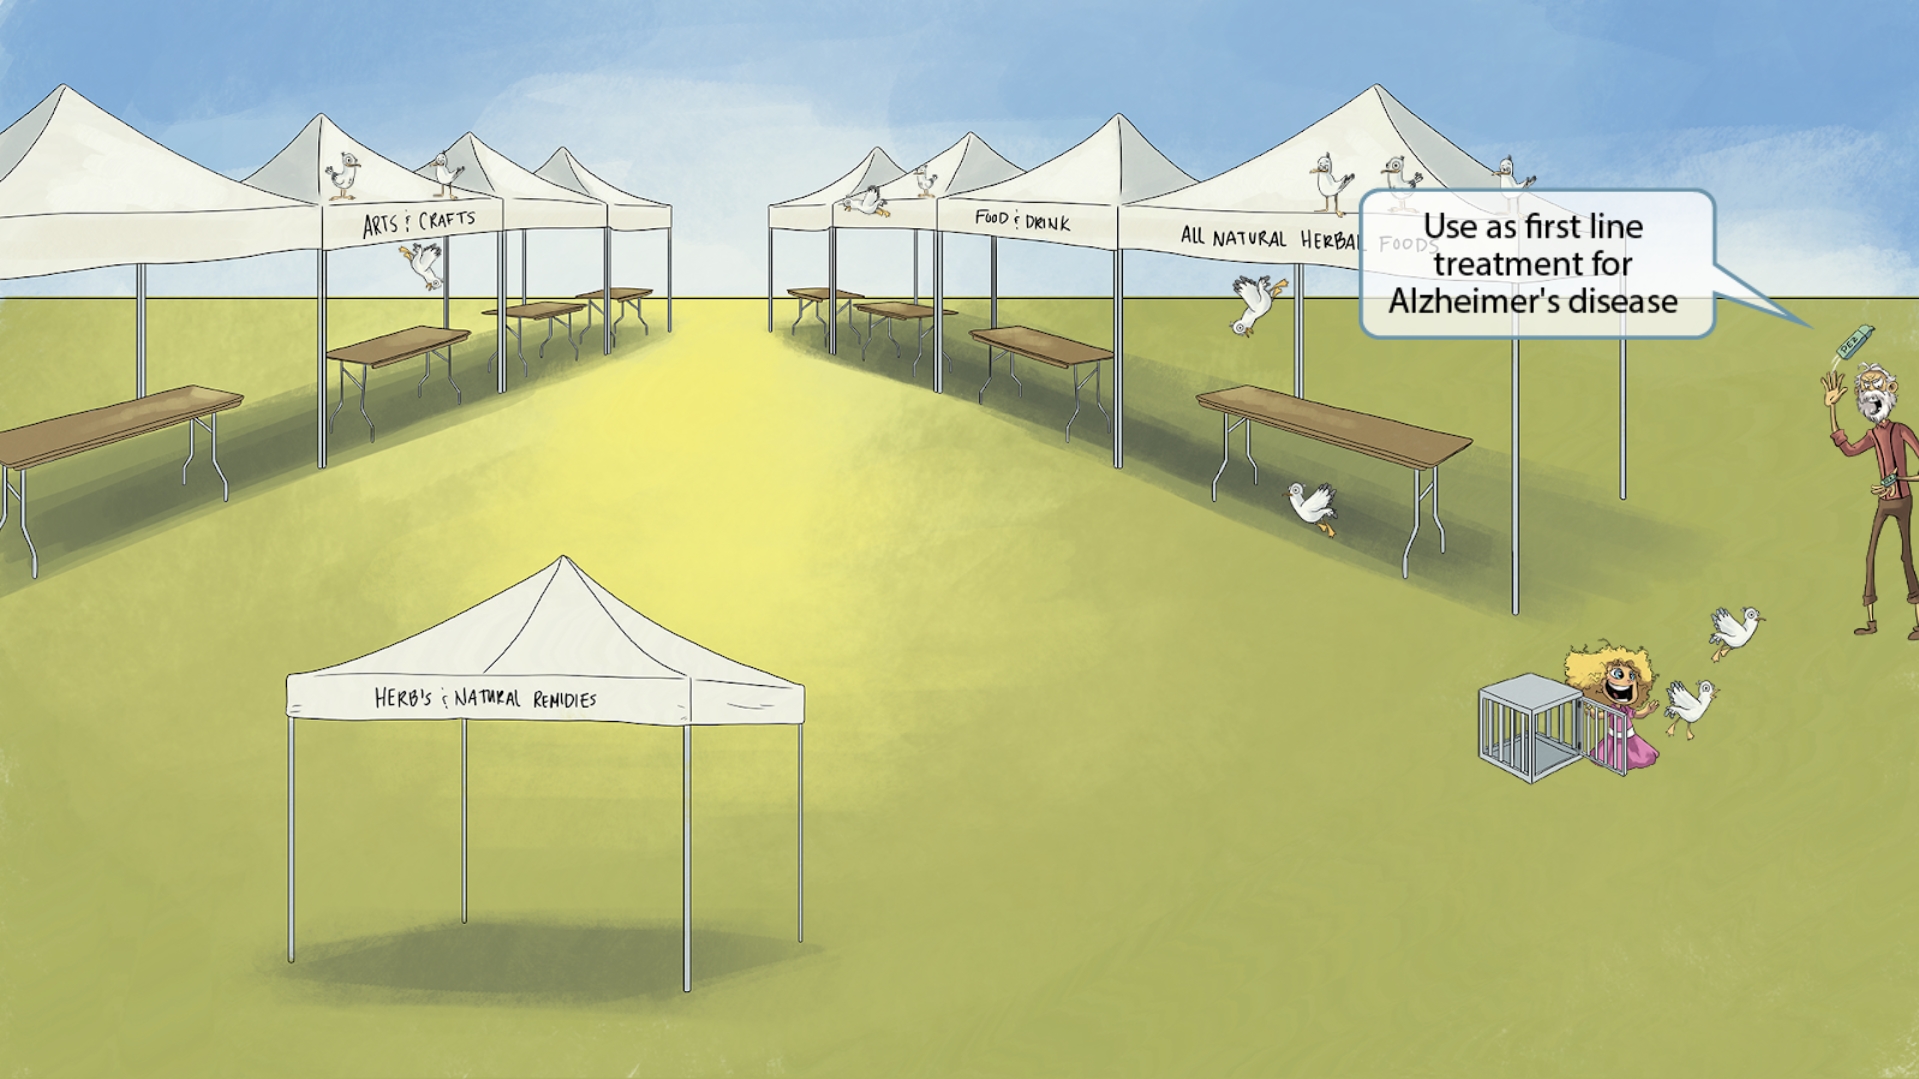 ARTS & CRAFTS
FOOD & DRINK
ALL NATURAL HERBAL FOODS
Use as first line
treatment for
Alzheimer's disease
PEZ
HERB'S & NATURAL REMIDIES